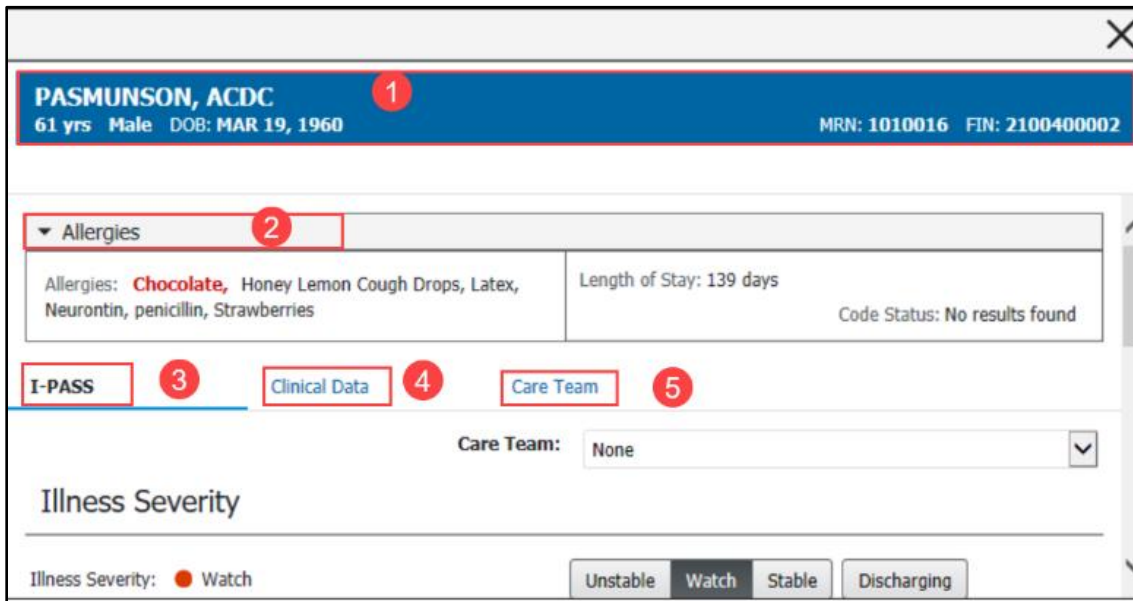 PASMUNSON, ACDC
1
61 yrs Male DOB: MAR 19, 1960 MRN: 1010016 FIN: 2100400002
Allergies
2
Allergies: Chocolate, Honey Lemon Cough Drops, Latex,
Neurontin, penicillin, Strawberries
Length of Stay: 139 days
Code Status: No results found
I-PASS 3 Clinical Data 4 Care Team 5
Care Team: None
Illness Severity
Illness Severity: Watch Unstable Watch Stable Discharging